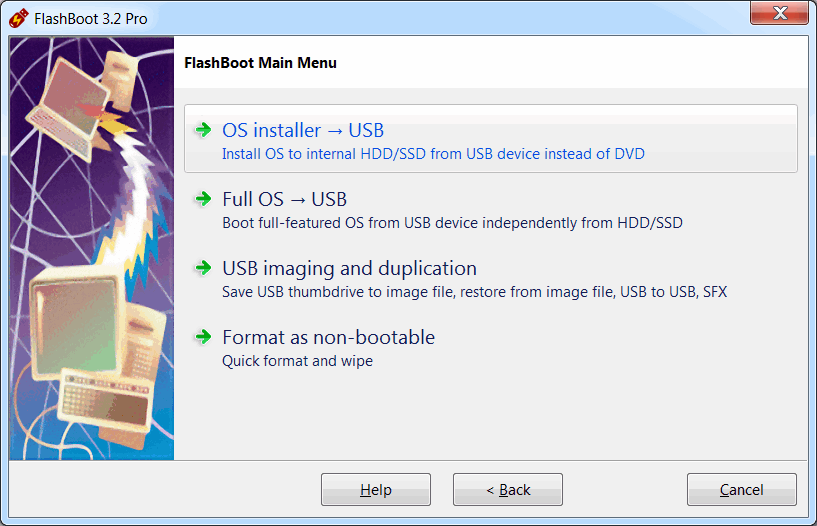 FlashBoot 3.2 Pro
FlashBoot Main Menu
OS installer → USB
Install OS to internal HDD/SSD from USB device instead of DVD
Full OS → USB
Boot full-featured OS from USB device independently from HDD/SSD
USB imaging and duplication
Save USB thumbdrive to image file, restore from image file, USB to USB, SFX
Format as non-bootable
Quick format and wipe
Help
< Back
Cancel